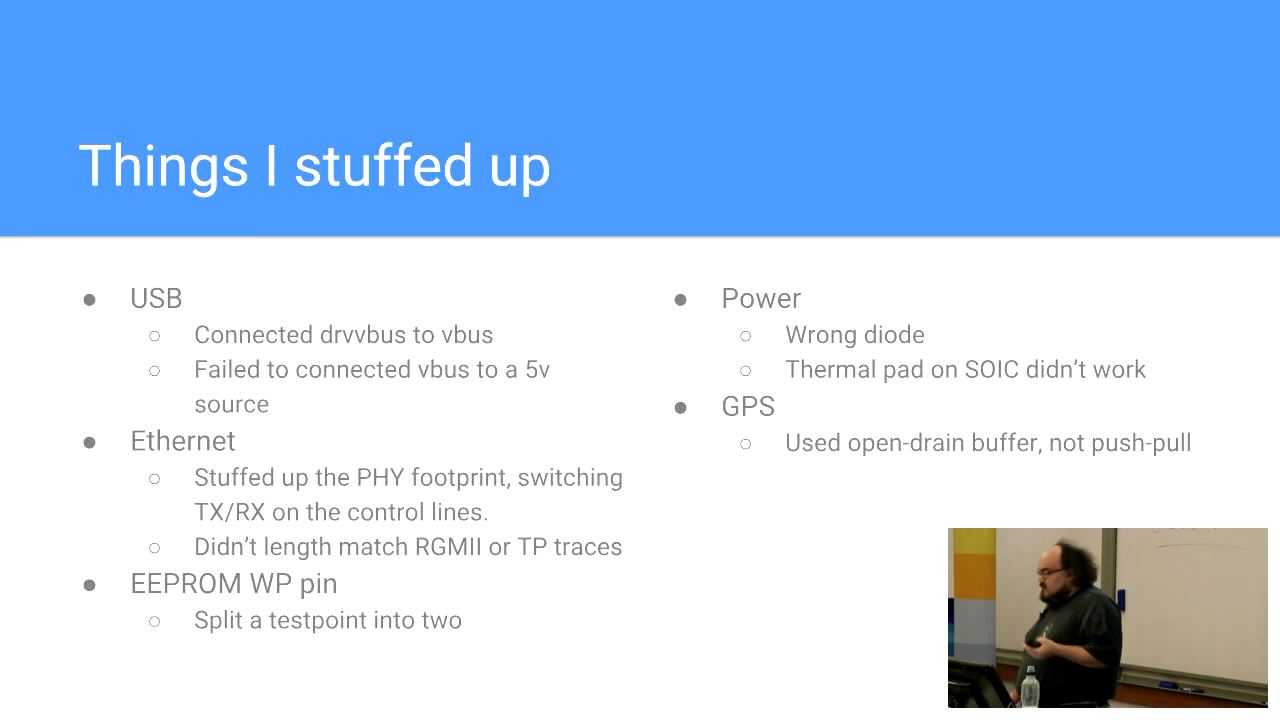 Things I stuffed up
● USB
○ Connected drvvbus to vbus
○ Failed to connected vbus to a 5v
source
● Ethernet
○ Stuffed up the PHY footprint, switching
TX/RX on the control lines.
○ Didn’t length match RGMII or TP traces
● EEPROM WP pin
○ Split a testpoint into two
● Power
○ Wrong diode
○ Thermal pad on SOIC didn’t work
● GPS
○ Used open-drain buffer, not push-pull